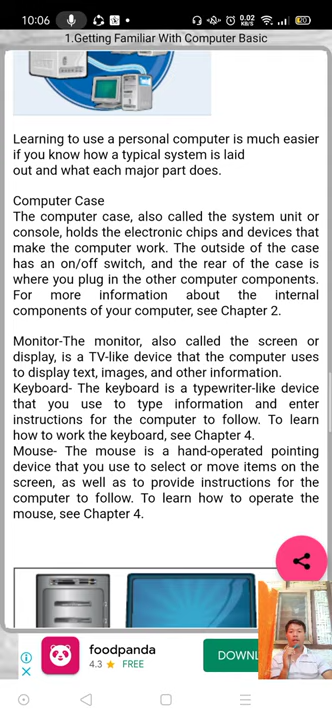 10:06
0.02
KB/S
20
1.Getting Familiar With Computer Basic
Learning to use a personal computer is much easier
if you know how a typical system is laid
out and what each major part does.
Computer Case
The computer case, also called the system unit or
console, holds the electronic chips and devices that
make the computer work. The outside of the case
has an on/off switch, and the rear of the case is
where you plug in the other computer components.
For more information about the internal
components of your computer, see Chapter 2.
Monitor-The monitor, also called the screen or
display, is a TV-like device that the computer uses
to display text, images, and other information.
Keyboard- The keyboard is a typewriter-like device
that you use to type information and enter
instructions for the computer to follow. To learn
how to work the keyboard, see Chapter 4.
Mouse- The mouse is a hand-operated pointing
device that you use to select or move items on the
screen, as well as to provide instructions for the
computer to follow. To learn how to operate the
mouse, see Chapter 4.
foodpanda
4.3 ★ FREE
DOWNL